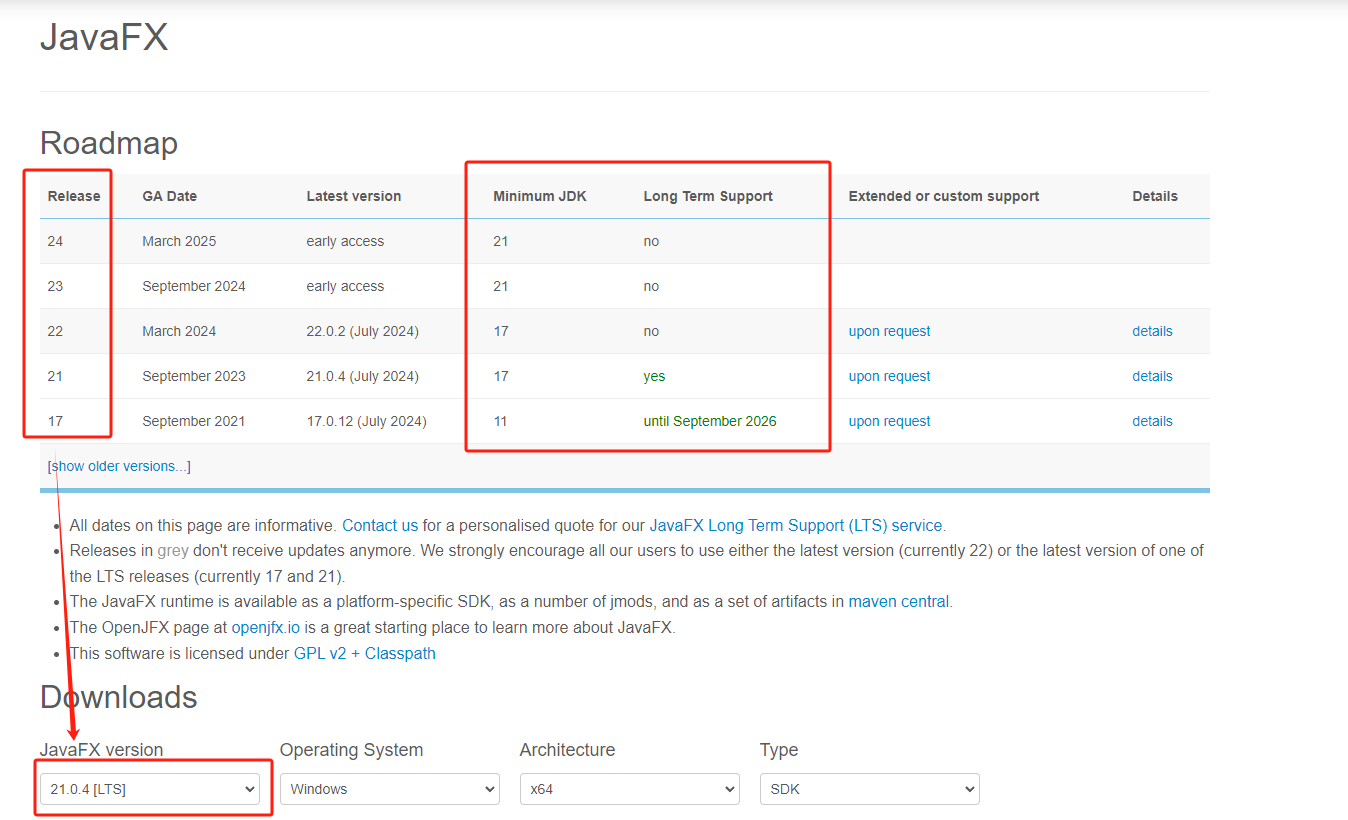 JavaFX
Roadmap
Release GA Date Latest version Minimum JDK Long Term Support Extended or custom support Details
24 March 2025 early access 21 no
23 September 2024 early access 21 no
22 March 2024 22.0.2 (July 2024) 17 no upon request details
21 September 2023 21.0.4 (July 2024) 17 yes upon request details
17 September 2021 17.0.12 (July 2024) 11 until September 2026 upon request details
[show older versions...]
• All dates on this page are informative. Contact us for a personalised quote for our JavaFX Long Term Support (LTS) service.
• Releases in grey don't receive updates anymore. We strongly encourage all our users to use either the latest version (currently 22) or the latest version of one of
the LTS releases (currently 17 and 21).
• The JavaFX runtime is available as a platform-specific SDK, as a number of jmods, and as a set of artifacts in maven central.
• The OpenJFX page at openjfx.io is a great starting place to learn more about JavaFX.
• This software is licensed under GPL v2 + Classpath
Downloads
JavaFX version Operating System Architecture Type
21.0.4 [LTS] Windows x64 SDK